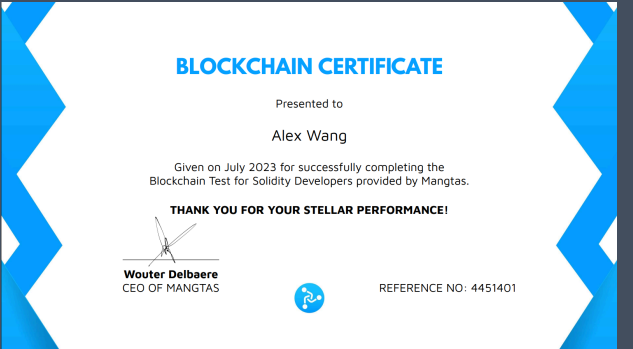 BLOCKCHAIN CERTIFICATE
Presented to
Alex Wang
Given on July 2023 for successfully completing the
Blockchain Test for Solidity Developers provided by Mangtas.
THANK YOU FOR YOUR STELLAR PERFORMANCE!
Wouter Delbaere
CEO OF MANGTAS
REFERENCE NO: 4451401